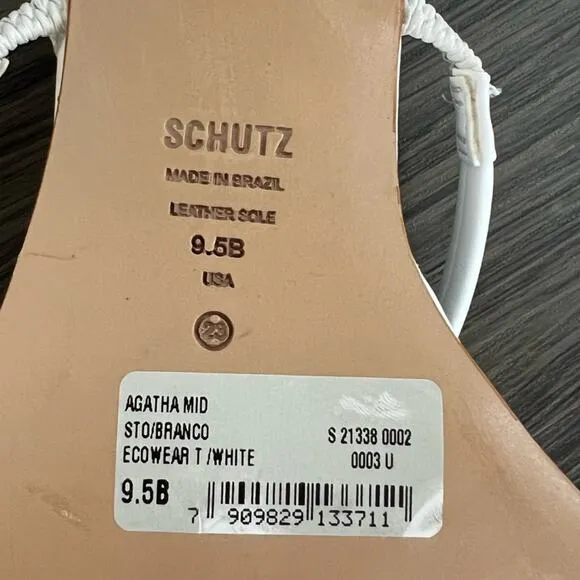 SCHUTZ
MADE IN BRAZIL
LEATHER SOLE
9.5B
USA
23
AGATHA MID
STO/BRANCO S 21338 0002
ECOWEAR T /WHITE 0003 U
9.5B
7 909829 133711